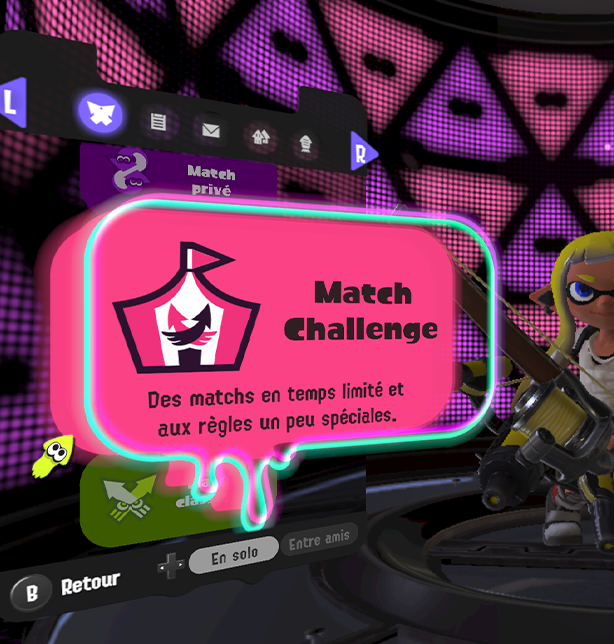 L
R
Match
privé
Match
Challenge
Des matchs en temps limité et
aux règles un peu spéciales.
En solo
Entre amis
B Retour